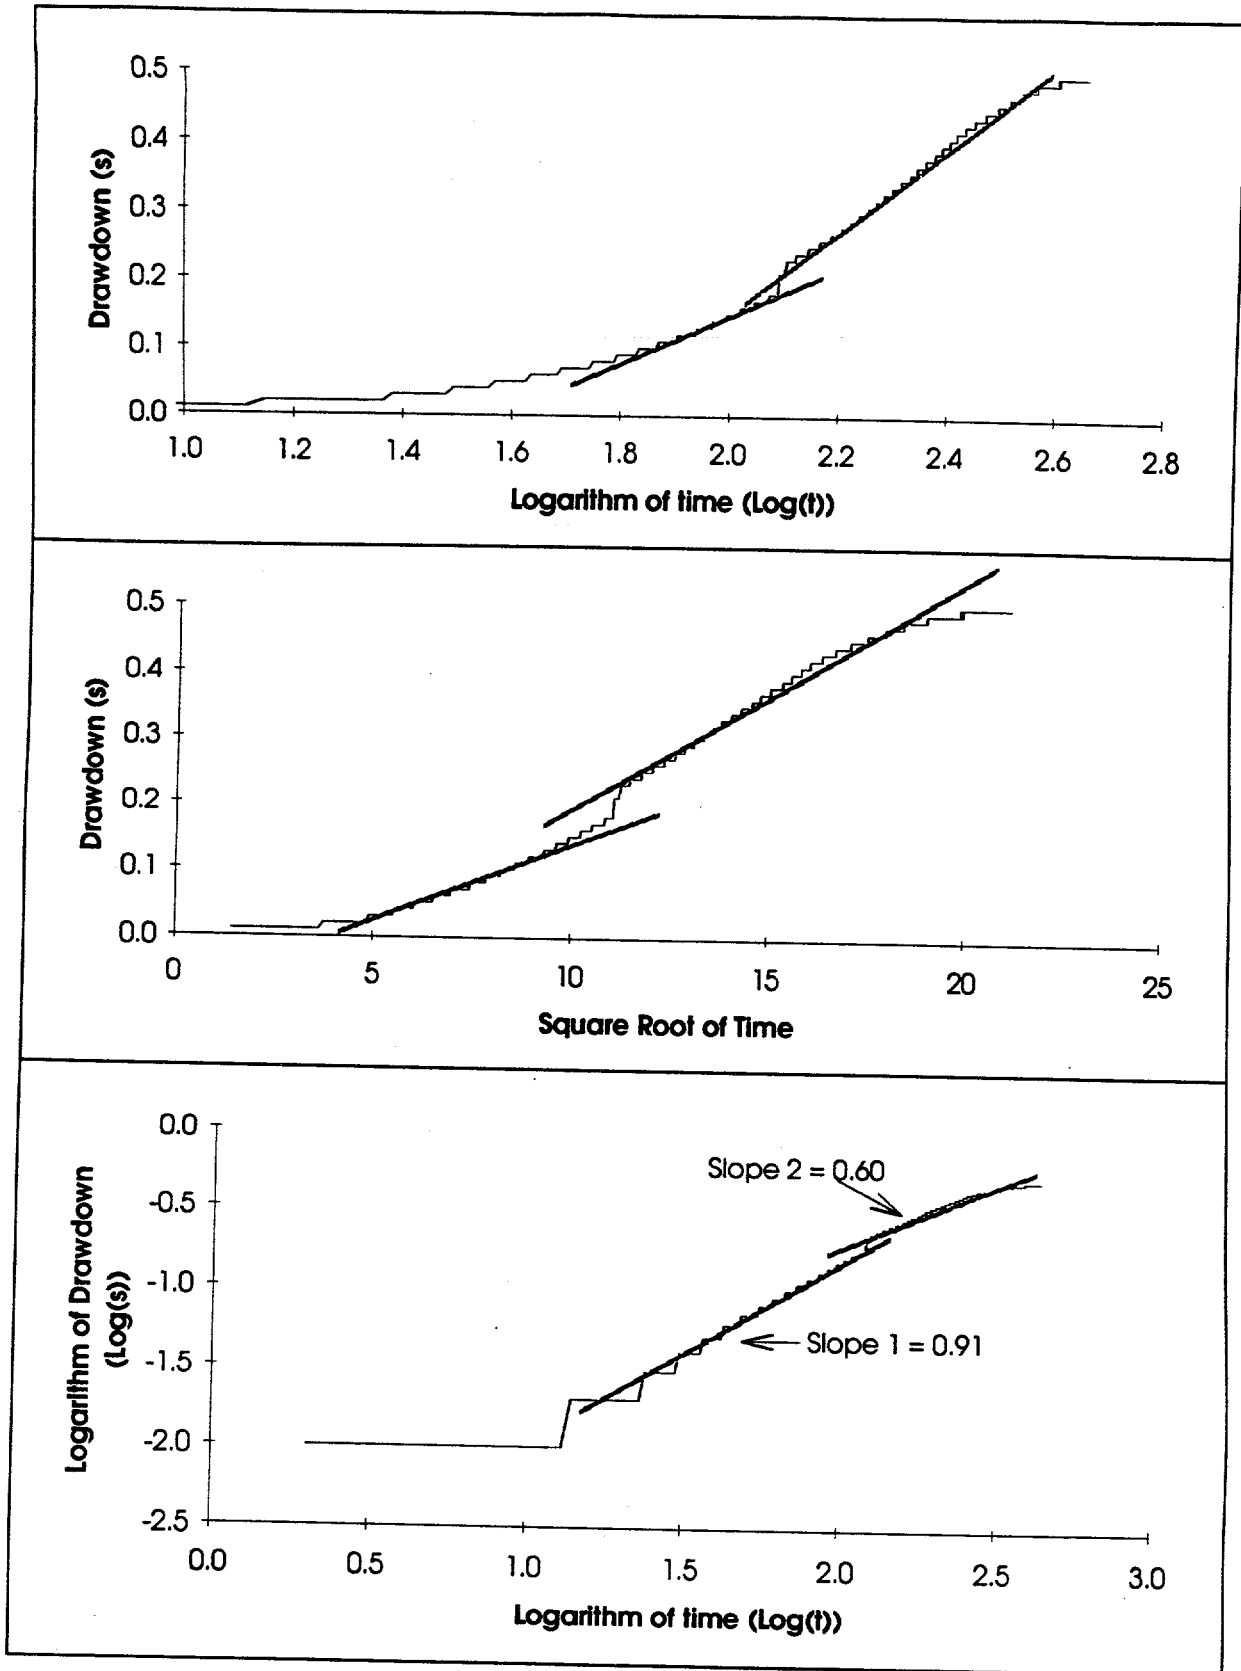 0.5
0.4
0.3
0.2
0.1
0.0
Drawdown (s)
1.0 1.2 1.4 1.6 1.8 2.0 2.2 2.4 2.6 2.8
Logarithm of time (Log(t))
0.5
0.4
0.3
0.2
0.1
0.0
Drawdown (s)
0 5 10 15 20 25
Square Root of Time
0.0
-0.5
-1.0
-1.5
-2.0
-2.5
Logarithm of Drawdown
(Log(s))
Slope 2 = 0.60
Slope 1 = 0.91
0.0 0.5 1.0 1.5 2.0 2.5 3.0
Logarithm of time (Log(t))